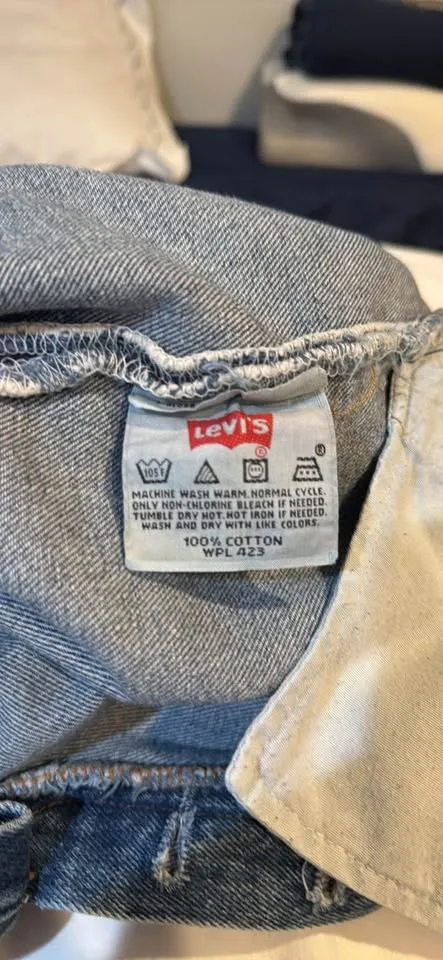 LEVI'S
105F
MACHINE WASH WARM. NORMAL CYCLE.
ONLY NON-CHLORINE BLEACH IF NEEDED.
TUMBLE DRY HOT. HOT IRON IF NEEDED.
WASH AND DRY WITH LIKE COLORS.
100% COTTON
WPL 423